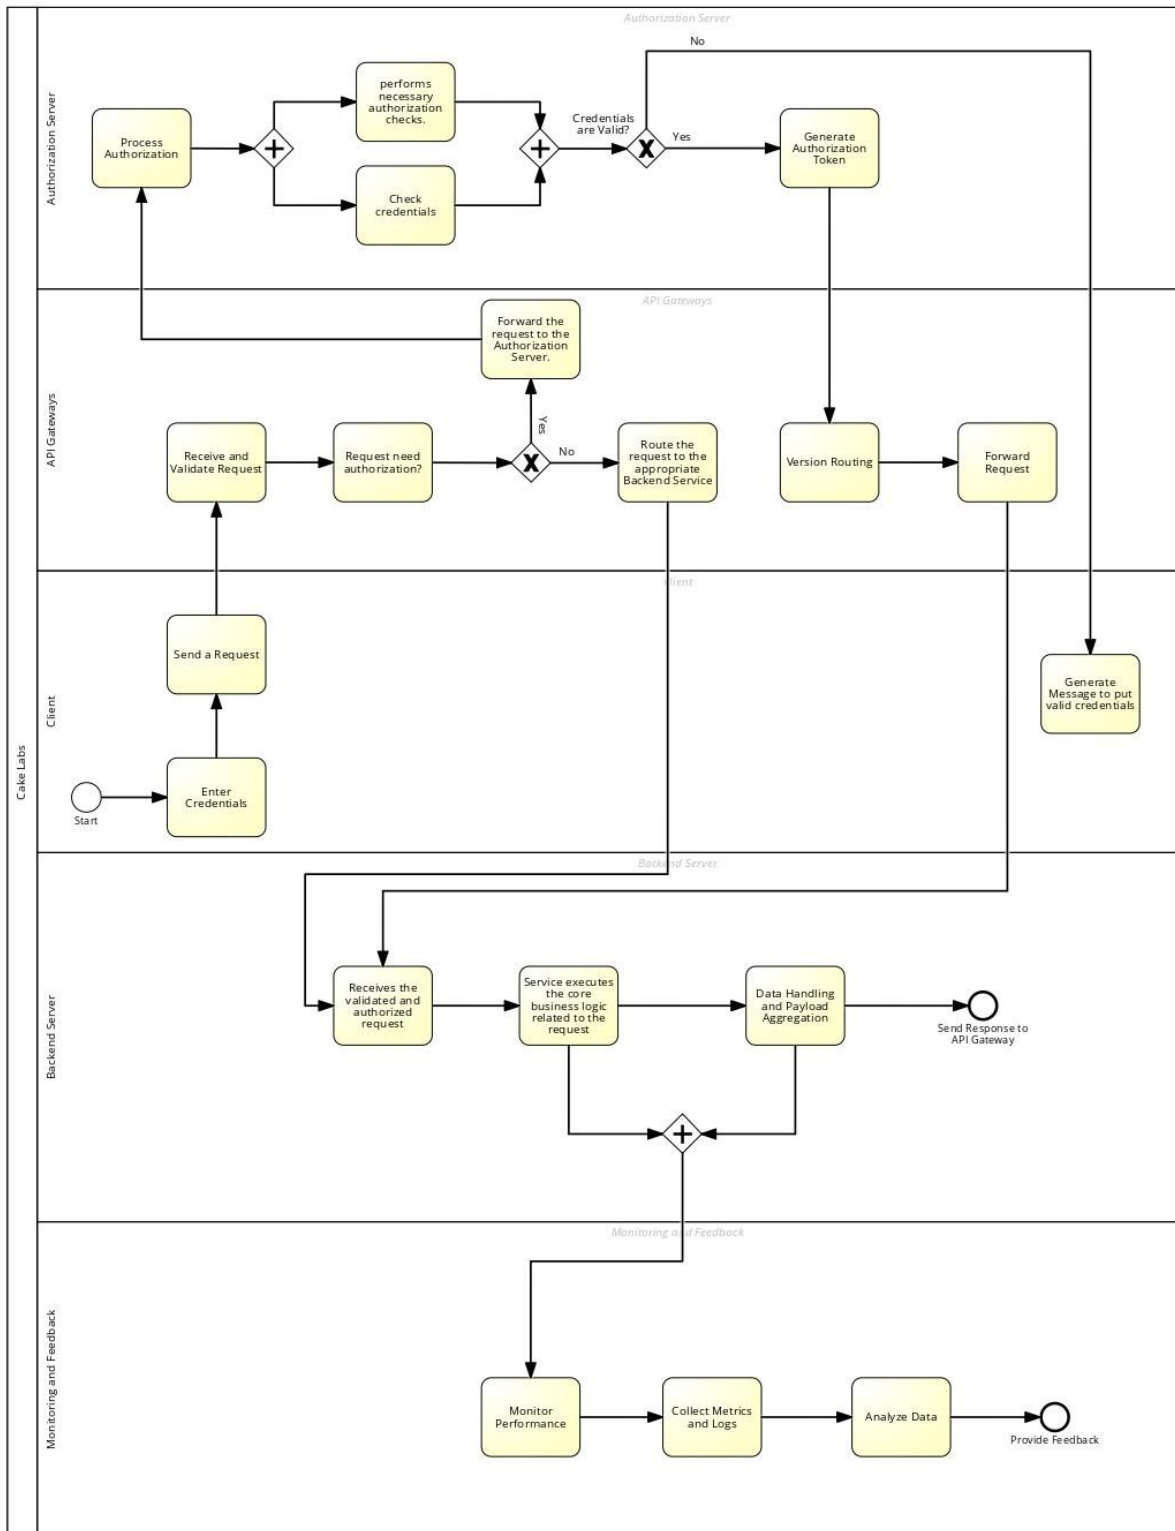 Cake Labs
Authorization Server
Authorization Server
No
performs
necessary
authorization
checks.
Process
Authorization
Credentials
are Valid?
Yes
Generate
Authorization
Token
Check
credentials
API Gateways
API Gateways
Forward the
request to the
Authorization
Server.
Yes
Receive and
Validate Request
Request need
authorization?
No
Route the
request to the
appropriate
Backend Service
Version Routing
Forward
Request
Client
Client
Send a Request
Generate
Message to put
valid credentials
Start
Enter
Credentials
Backend Server
Backend Server
Receives the
validated and
authorized
request
Service executes
the core
business logic
related to the
request
Data Handling
and Payload
Aggregation
Send Response to
API Gateway
Monitoring and Feedback
Monitoring and Feedback
Monitor
Performance
Collect Metrics
and Logs
Analyze Data
Provide Feedback